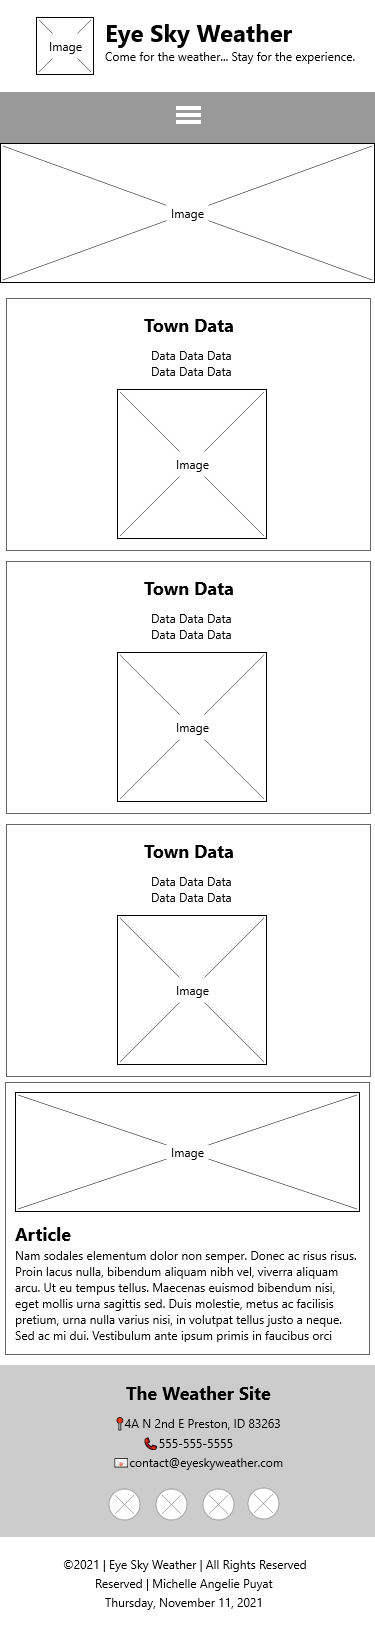 Image
Eye Sky Weather
Come for the weather... Stay for the experience.
Image
Town Data
Data Data Data
Data Data Data
Image
Town Data
Data Data Data
Data Data Data
Image
Town Data
Data Data Data
Data Data Data
Image
Image
Article
Nam sodales elementum dolor non semper. Donec ac risus risus.
Proin lacus nulla, bibendum aliquam nibh vel, viverra aliquam
arcu. Ut eu tempus tellus. Maecenas euismod bibendum nisi,
eget mollis urna sagittis sed. Duis molestie, metus ac facilisis
pretium, urna nulla varius nisi, in volutpat tellus justo a neque.
Sed ac mi dui. Vestibulum ante ipsum primis in faucibus orci
The Weather Site
4A N 2nd E Preston, ID 83263
555-555-5555
contact@eyeskyweather.com
©2021 | Eye Sky Weather | All Rights Reserved
Reserved | Michelle Angelie Puyat
Thursday, November 11, 2021